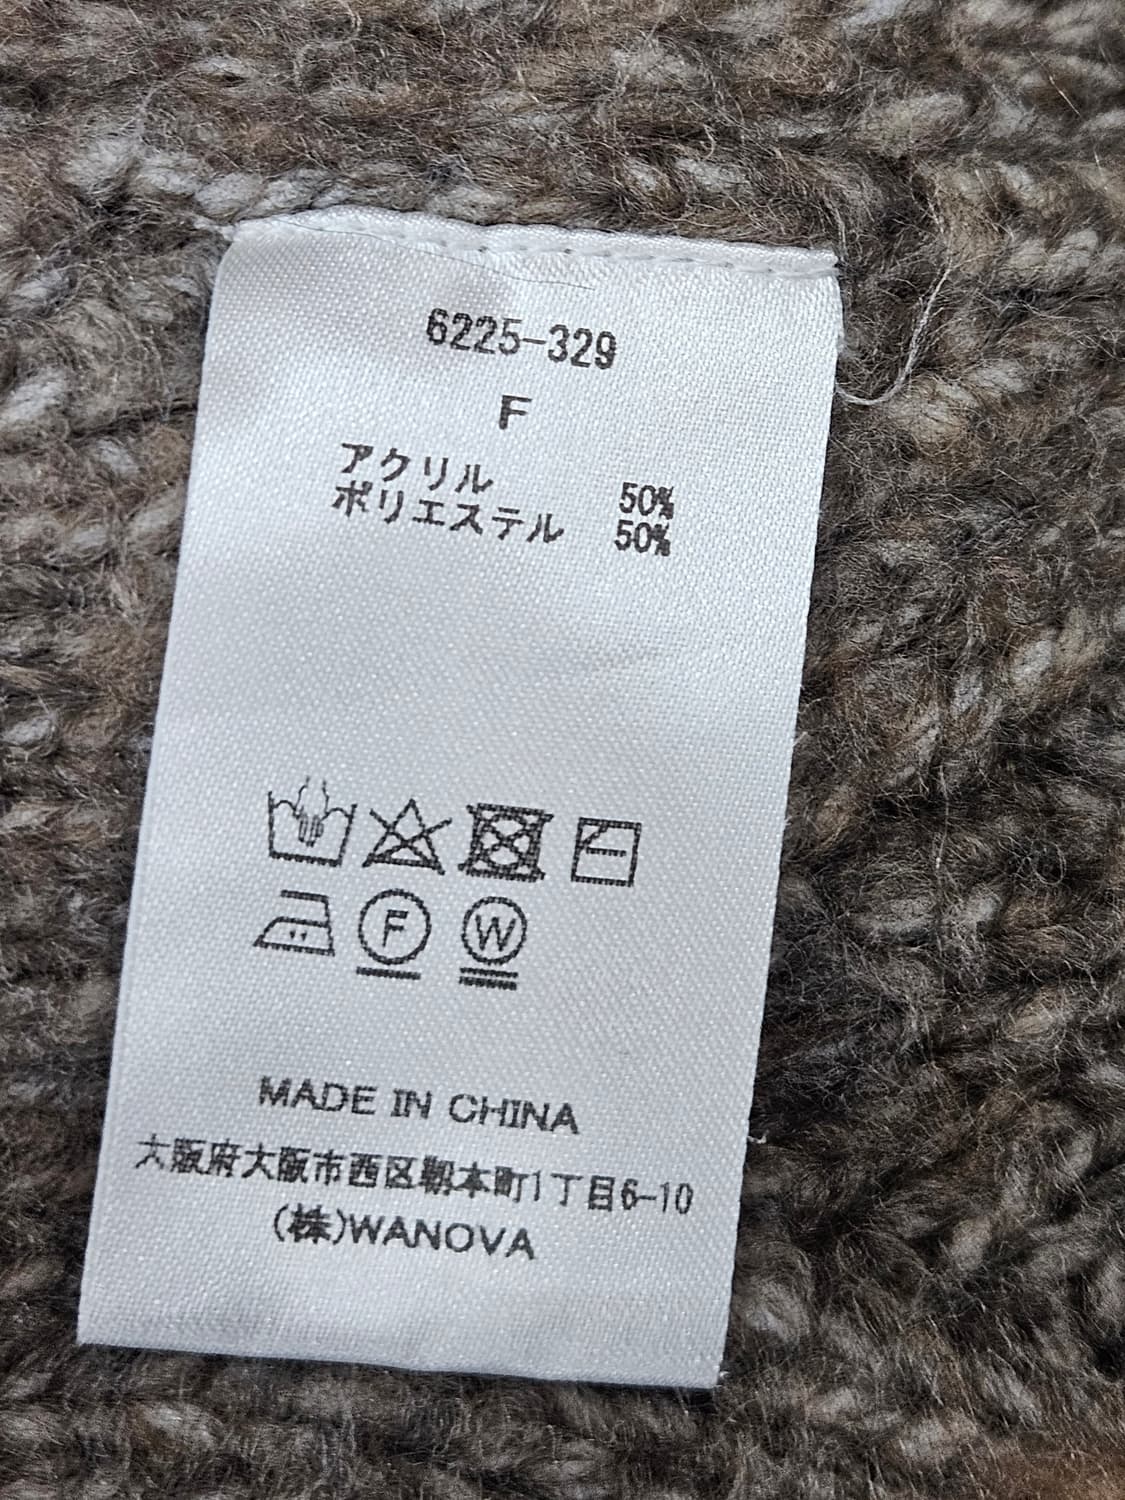 6225-329
F
アクリル 50%
ポリエステル 50%
F W
MADE IN CHINA
大阪府大阪市西区靭本町1丁目6-10
(株)WANOVA